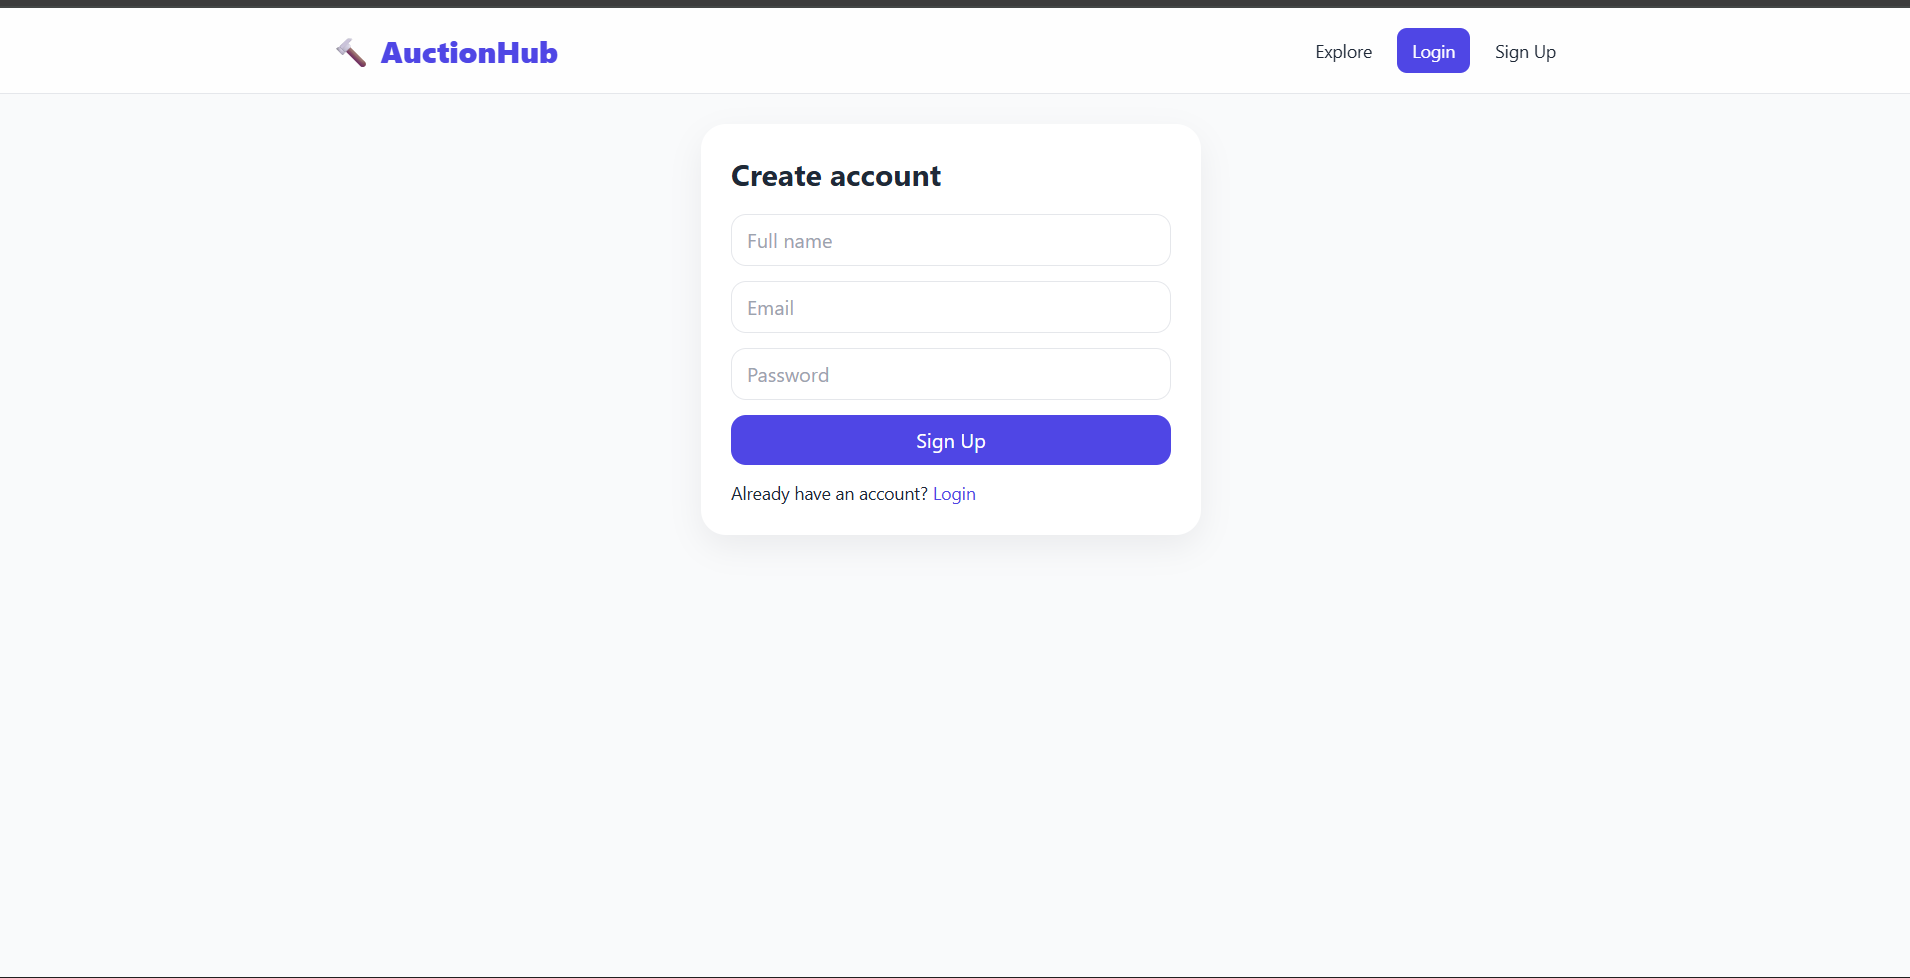 AuctionHub
Explore Login Sign Up
Create account
Full name
Email
Password
Sign Up
Already have an account? Login